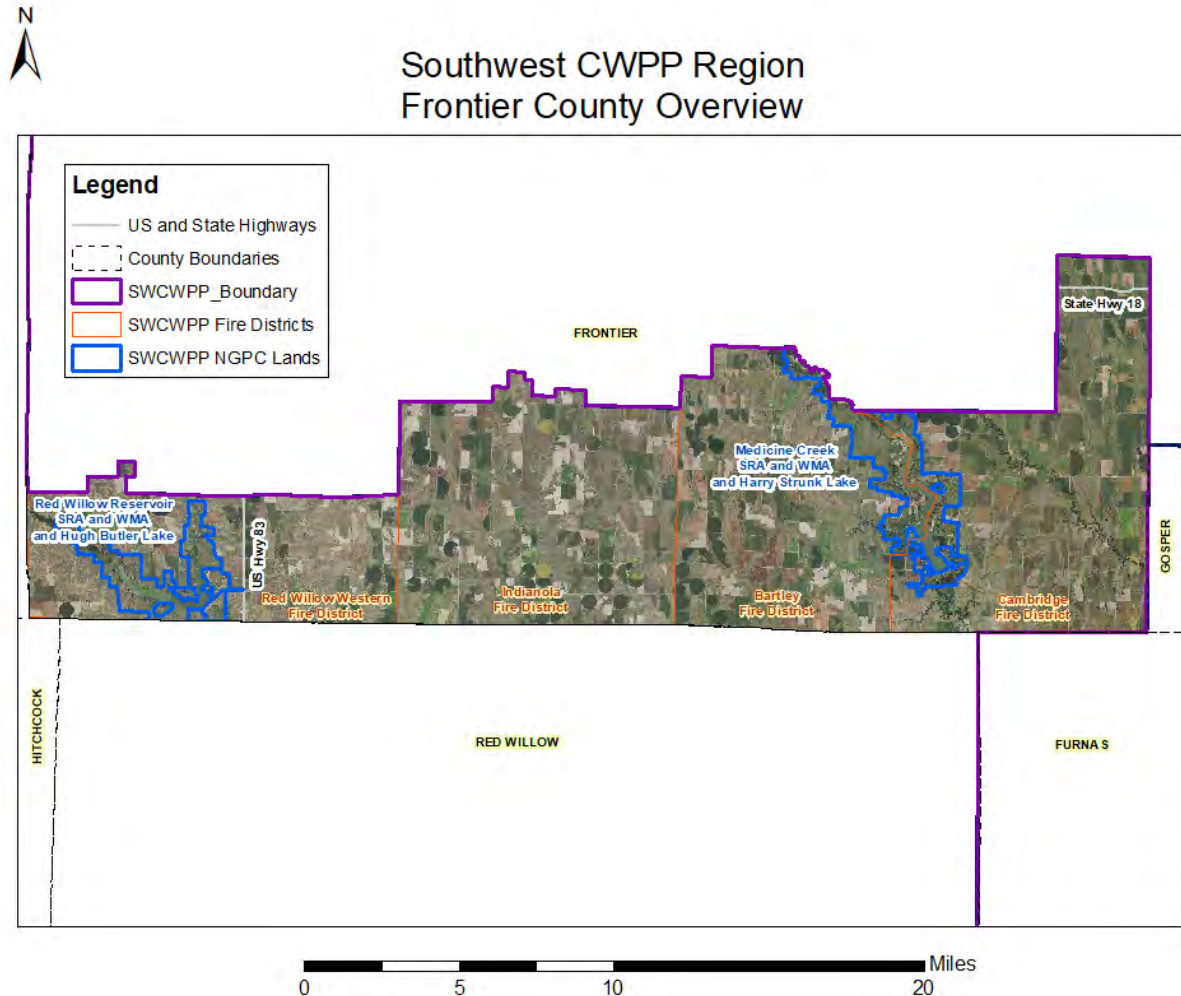 N
Southwest CWPP Region
Frontier County Overview
Legend
US and State Highways
County Boundaries
SWCWPP_Boundary
SWCWPP Fire Districts
SWCWPP NGPC Lands
State Hwy 18
FRONTIER
Medicine Creek
SRA and WMA
and Harry Strunk Lake
Red Willow Reservoir
SRA and WMA
and Hugh Butler Lake
US Hwy 83
GOSPER
Red Willow Western
Fire District
Indianola
Fire District
Bartley
Fire District
Cambridge
Fire District
HITCHCOCK
RED WILLOW
FURNAS
Miles
0 5 10 20